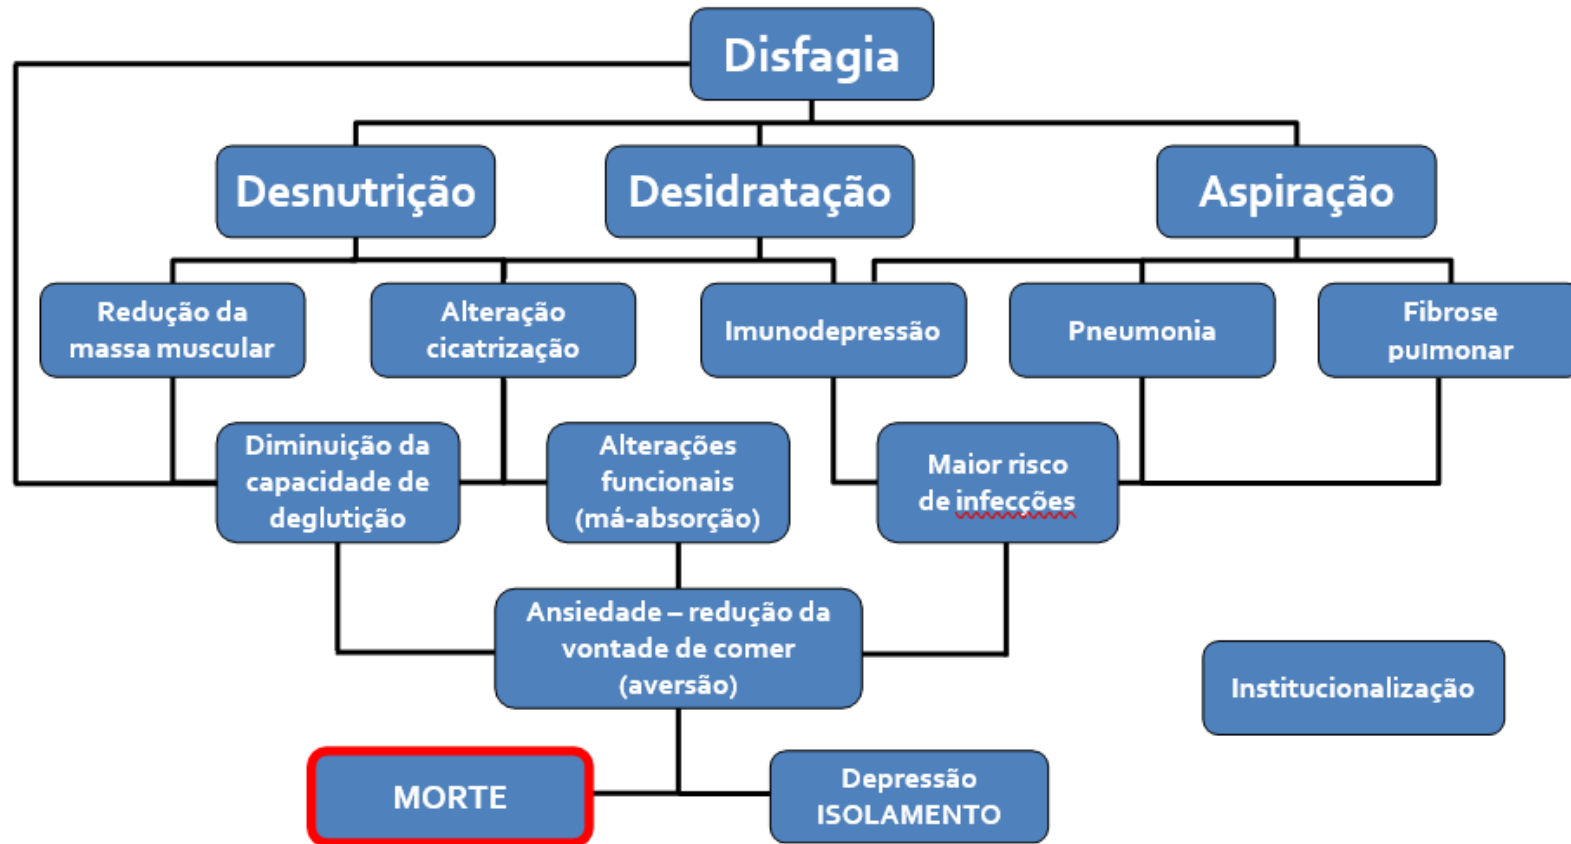 Disfagia
Desnutrição
Desidratação
Aspiração
Redução da
massa muscular
Alteração
cicatrização
Imunodepressão
Pneumonia
Fibrose
pulmonar
Diminuição da
capacidade de
deglutição
Alterações
funcionais
(má-absorção)
Maior risco
de infecções
Ansiedade – redução da
vontade de comer
(aversão)
Institucionalização
MORTE
Depressão
ISOLAMENTO